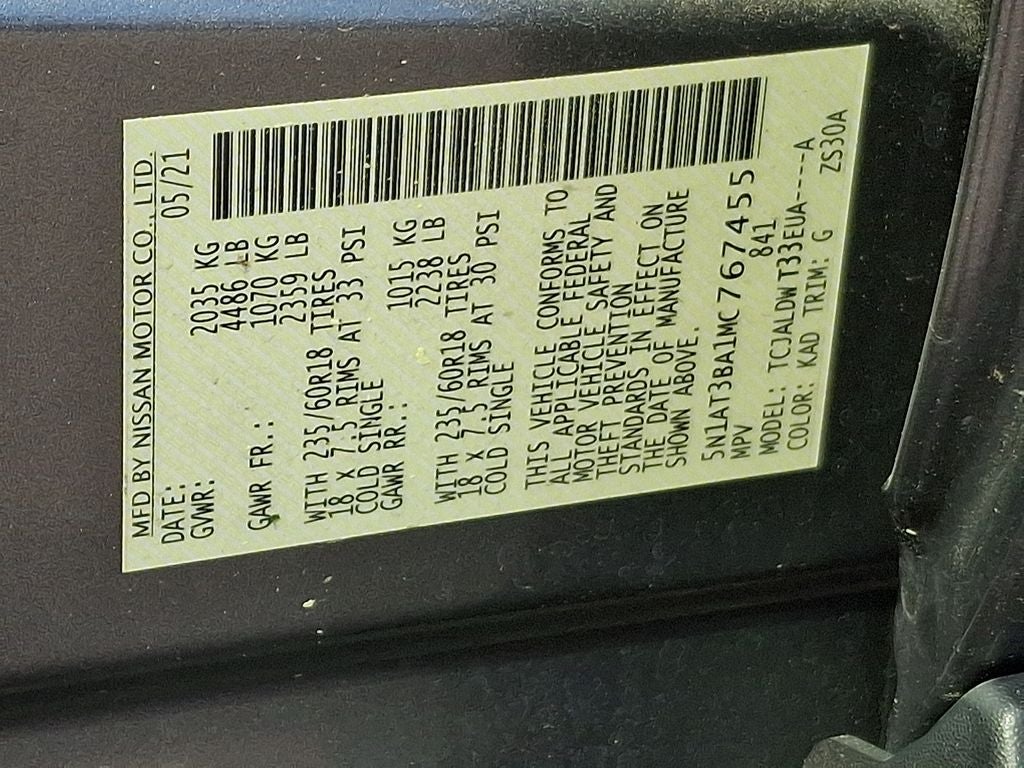 MFD BY NISSAN MOTOR CO., LTD.
DATE: 05/21
GVWR: 2035 KG
4486 LB
GAWR FR.: 1070 KG
2359 LB
WITH 235/60R18 TIRES
18 X 7.5 RIMS AT 33 PSI
COLD SINGLE
GAWR RR.: 1015 KG
2238 LB
WITH 235/60R18 TIRES
18 X 7.5 RIMS AT 30 PSI
COLD SINGLE
THIS VEHICLE CONFORMS TO
ALL APPLICABLE FEDERAL
MOTOR VEHICLE SAFETY AND
THEFT PREVENTION
STANDARDS IN EFFECT ON
THE DATE OF MANUFACTURE
SHOWN ABOVE.
5N1AT3BA1MC767455
MPV 841
MODEL: TCJALDWT33EUA----A
COLOR: KAD TRIM: G ZS30A